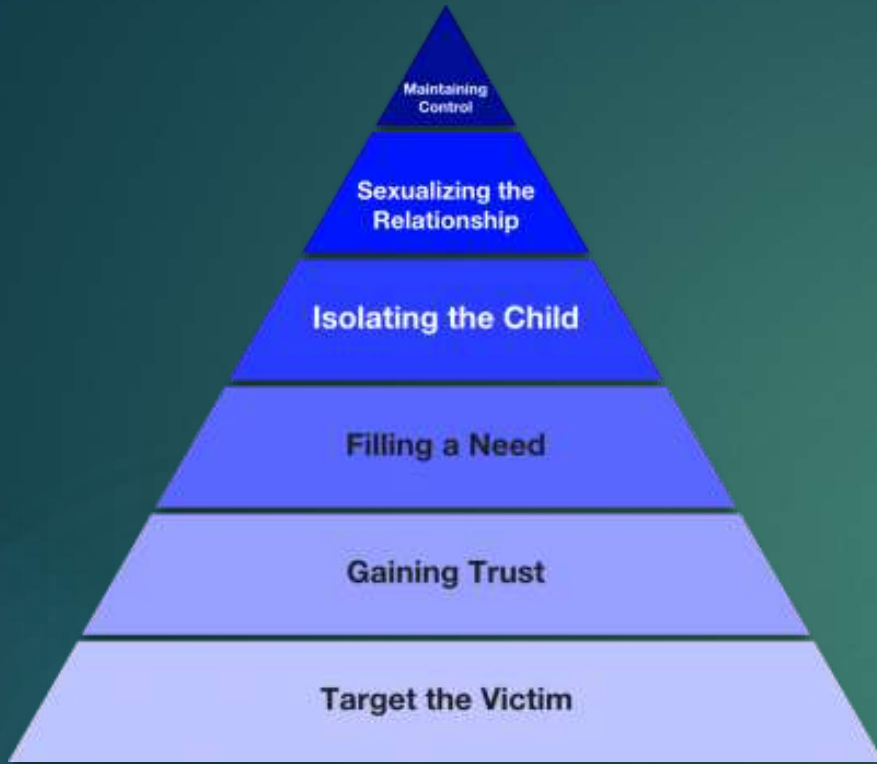 Maintaining
Control
Sexualizing the
Relationship
Isolating the Child
Filling a Need
Gaining Trust
Target the Victim